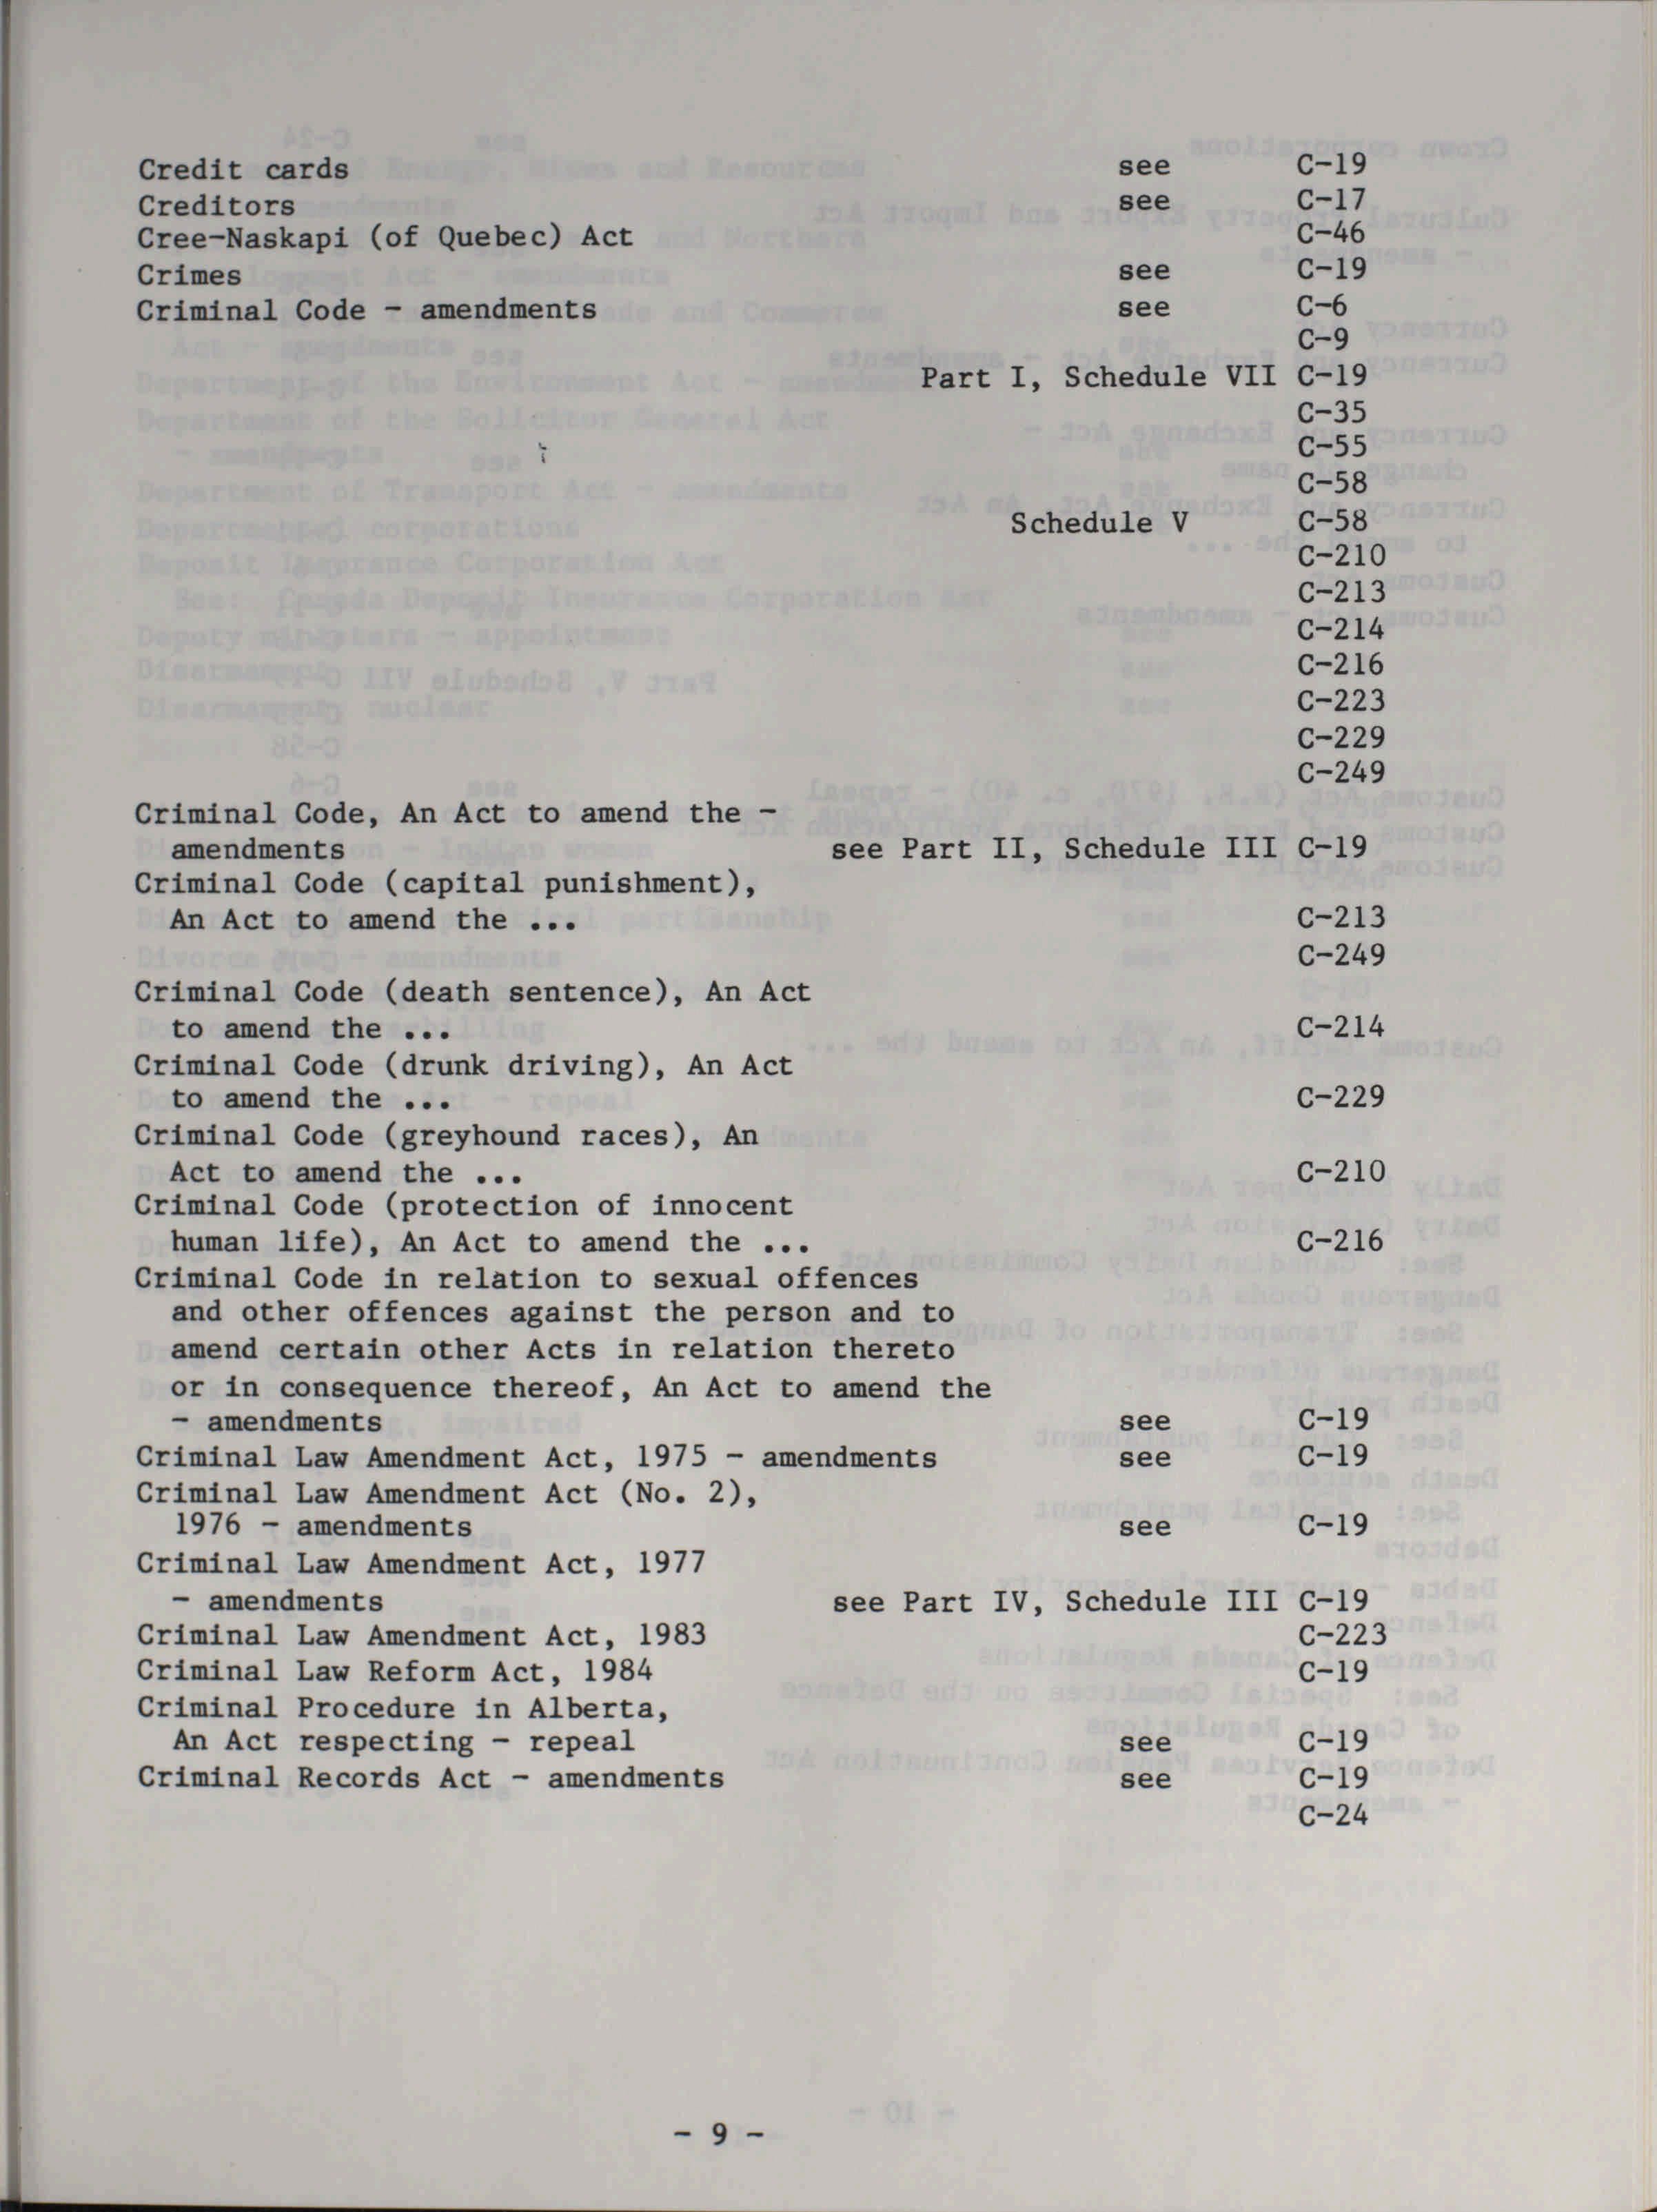 Credit cards see C-19
Creditors see C-17
Cree-Naskapi (of Quebec) Act C-46
Crimes see C-19
Criminal Code - amendments see C-6
C-9
Part I, Schedule VII C-19
C-35
C-55
C-58
Schedule V C-58
C-210
C-213
C-214
C-216
C-223
C-229
C-249
Criminal Code, An Act to amend the -
amendments see Part II, Schedule III C-19
Criminal Code (capital punishment),
An Act to amend the ... C-213
C-249
Criminal Code (death sentence), An Act
to amend the ... C-214
Criminal Code (drunk driving), An Act
to amend the ... C-229
Criminal Code (greyhound races), An
Act to amend the ... C-210
Criminal Code (protection of innocent
human life), An Act to amend the ... C-216
Criminal Code in relation to sexual offences
and other offences against the person and to
amend certain other Acts in relation thereto
or in consequence thereof, An Act to amend the
- amendments see C-19
Criminal Law Amendment Act, 1975 - amendments see C-19
Criminal Law Amendment Act (No. 2),
1976 - amendments see C-19
Criminal Law Amendment Act, 1977
- amendments see Part IV, Schedule III C-19
Criminal Law Amendment Act, 1983 C-223
Criminal Law Reform Act, 1984 C-19
Criminal Procedure in Alberta,
An Act respecting - repeal see C-19
Criminal Records Act - amendments see C-19
C-24
- 9 -